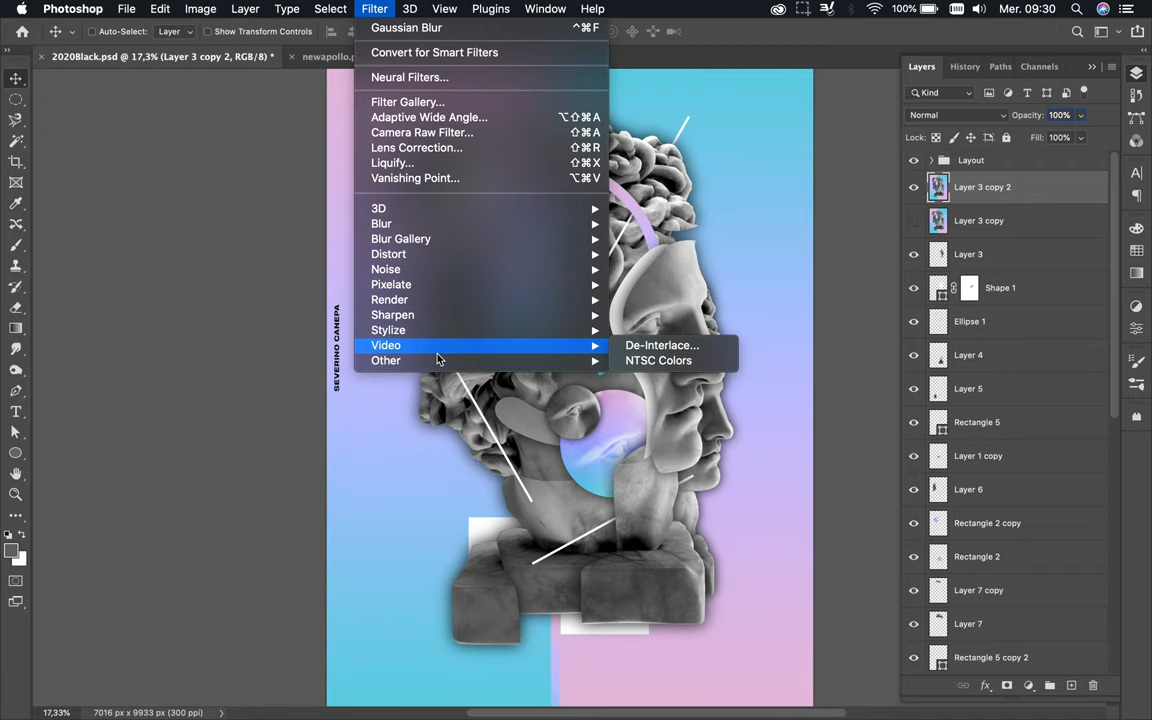 Photoshop File Edit Image Layer Type Select Filter 3D View Plugins Window Help 100% Mer. 09:30
Auto-Select: Layer Show Transform Controls
2020Black.psd @ 17,3% (Layer 3 copy 2, RGB/8) * newapollo.p
Gaussian Blur ^⌘F
Convert for Smart Filters
Neural Filters...
Filter Gallery...
Adaptive Wide Angle... ⌥⇧⌘A
Camera Raw Filter... ⇧⌘A
Lens Correction... ⇧⌘R
Liquify... ⇧⌘X
Vanishing Point... ⌥⌘V
3D
Blur
Blur Gallery
Distort
Noise
Pixelate
Render
Sharpen
Stylize
Video
Other
De-Interlace...
NTSC Colors
SEVERINO CANEPA
Layers History Paths Channels
Kind
Normal Opacity: 100%
Lock: Fill: 100%
Layout
Layer 3 copy 2
Layer 3 copy
Layer 3
Shape 1
Ellipse 1
Layer 4
Layer 5
Rectangle 5
Layer 1 copy
Layer 6
Rectangle 2 copy
Rectangle 2
Layer 7 copy
Layer 7
Rectangle 5 copy 2
fx
17,33% 7016 px x 9933 px (300 ppi)